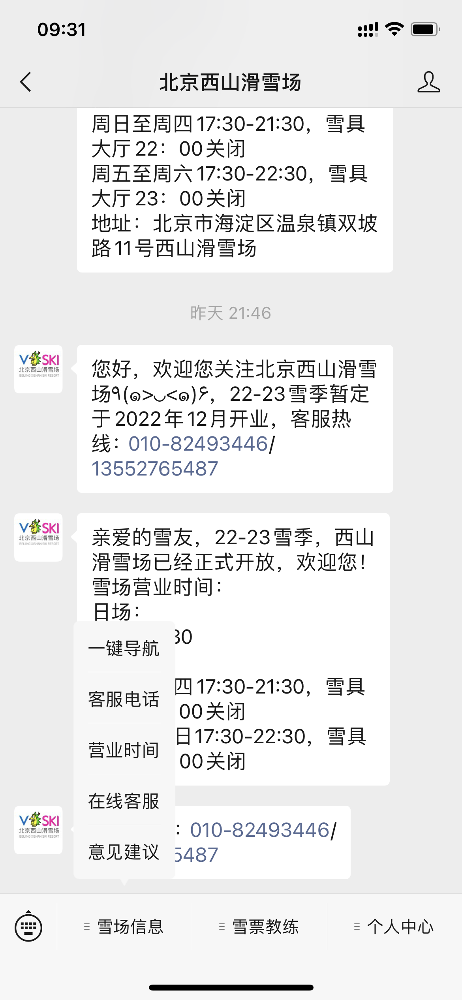 09:31
北京西山滑雪场
周日至周四17:30-21:30，雪具
大厅22：00关闭
周五至周六17:30-22:30，雪具
大厅23：00关闭
地址：北京市海淀区温泉镇双坡
路11号西山滑雪场
昨天 21:46
V SKI
北京西山滑雪场
BEIJING XISHAN SKI RESORT
您好，欢迎您关注北京西山滑雪
场٩(๑>◡<๑)۶，22-23雪季暂定
于2022年12月开业，客服热
线：010-82493446/
13552765487
V SKI
北京西山滑雪场
BEIJING XISHAN SKI RESORT
亲爱的雪友，22-23雪季，西山
滑雪场已经正式开放，欢迎您！
雪场营业时间：
日场：
30
四17:30-21:30，雪具
00关闭
日17:30-22:30，雪具
00关闭
一键导航
客服电话
营业时间
在线客服
意见建议
V SKI
北京西山滑雪场
BEIJING XISHAN SKI RESORT
：010-82493446/
5487
雪场信息
雪票教练
个人中心